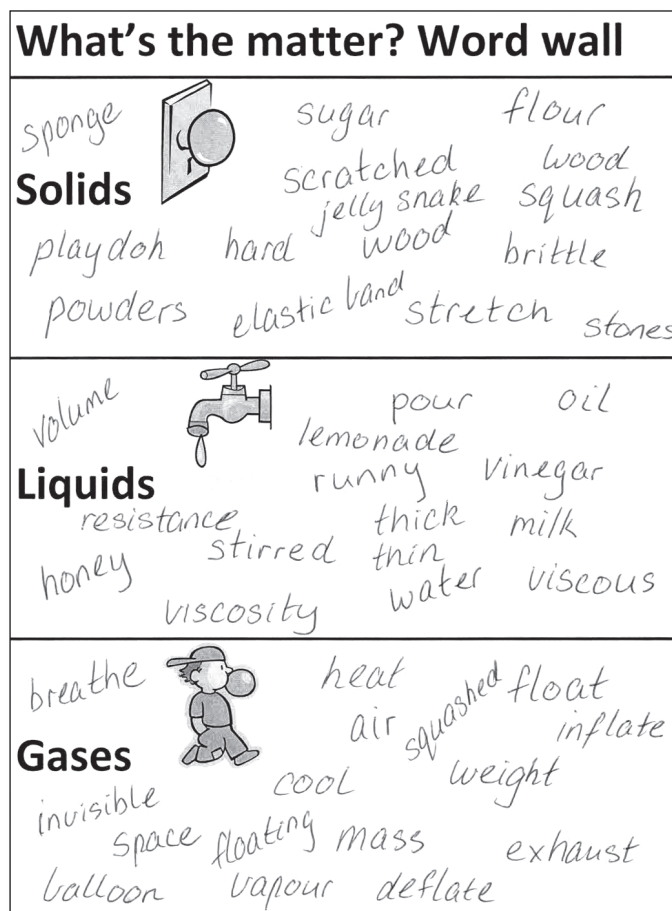 What's the matter? Word wall
sponge sugar flour
scratched wood
Solids jelly snake squash
playdoh hard wood brittle
powders elastic band stretch stones
volume pour oil
lemonade
Liquids runny vinegar
resistance thick milk
honey stirred thin
viscosity water viscous
breathe heat squashed float
air inflate
Gases cool weight
invisible
space floating mass exhaust
balloon vapour deflate